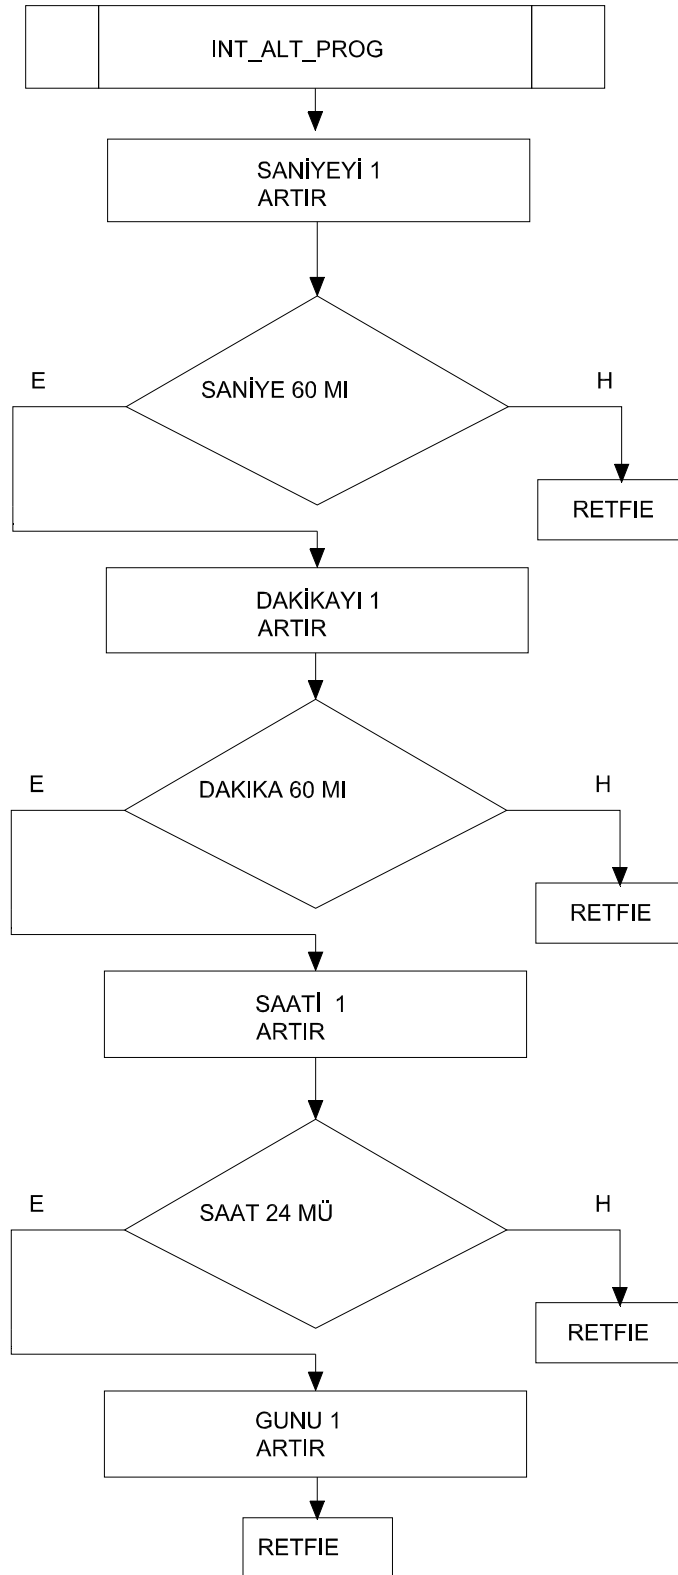 INT_ALT_PROG
SANİYEYİ 1
ARTIR
E
SANİYE 60 MI
H
RETFIE
DAKİKAYI 1
ARTIR
E
DAKIKA 60 MI
H
RETFIE
SAATİ 1
ARTIR
E
SAAT 24 MÜ
H
RETFIE
GUNU 1
ARTIR
RETFIE